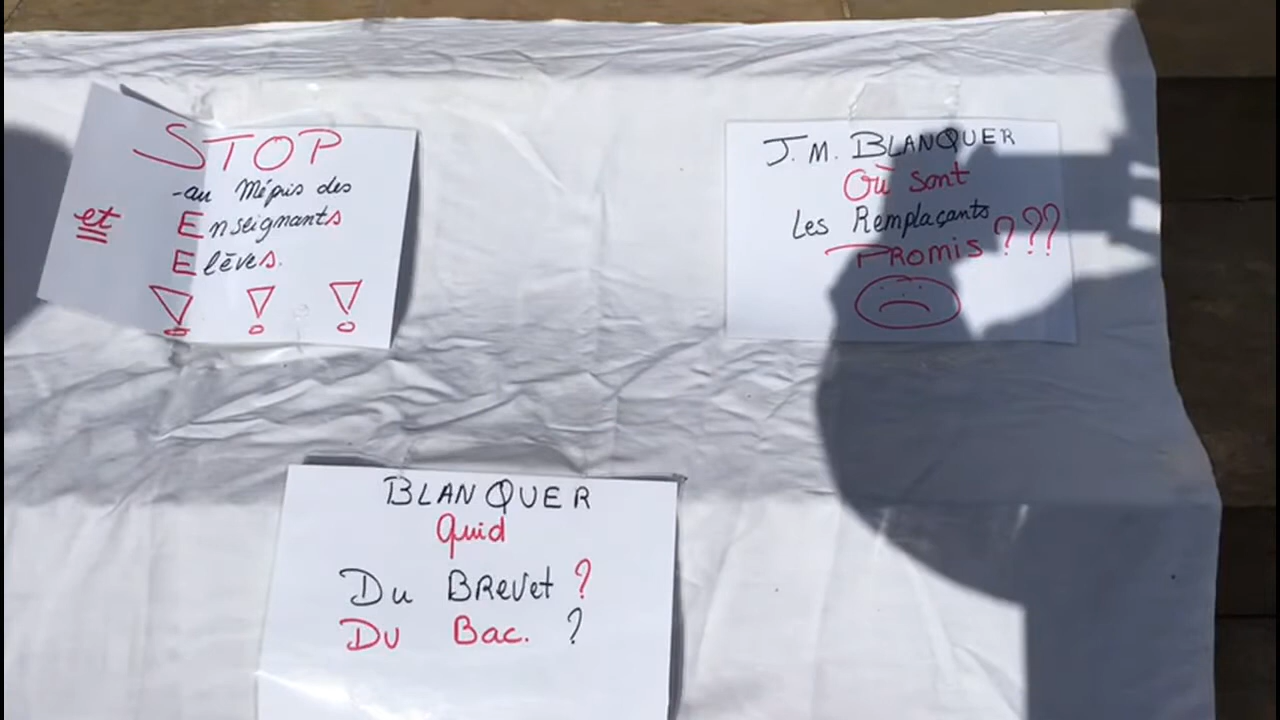 STOP
-au Mépris des
et Enseignants
Elèves.
! ! !
J. M. BLANQUER
Où sont
Les Remplaçants
PROMIS ???
BLANQUER
Quid
Du BREVET ?
Du Bac. ?